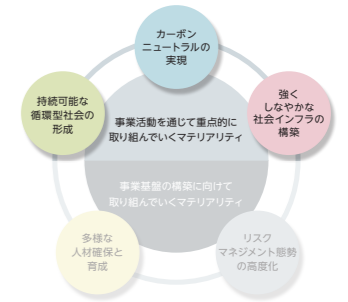 カーボン
ニュートラルの
実現
持続可能な
循環型社会の
形成
強く
しなやかな
社会インフラの
構築
事業活動を通じて重点的に
取り組んでいくマテリアリティ
事業基盤の構築に向けて
取り組んでいくマテリアリティ
多様な
人材確保と
育成
リスク
マネジメント態勢
の高度化